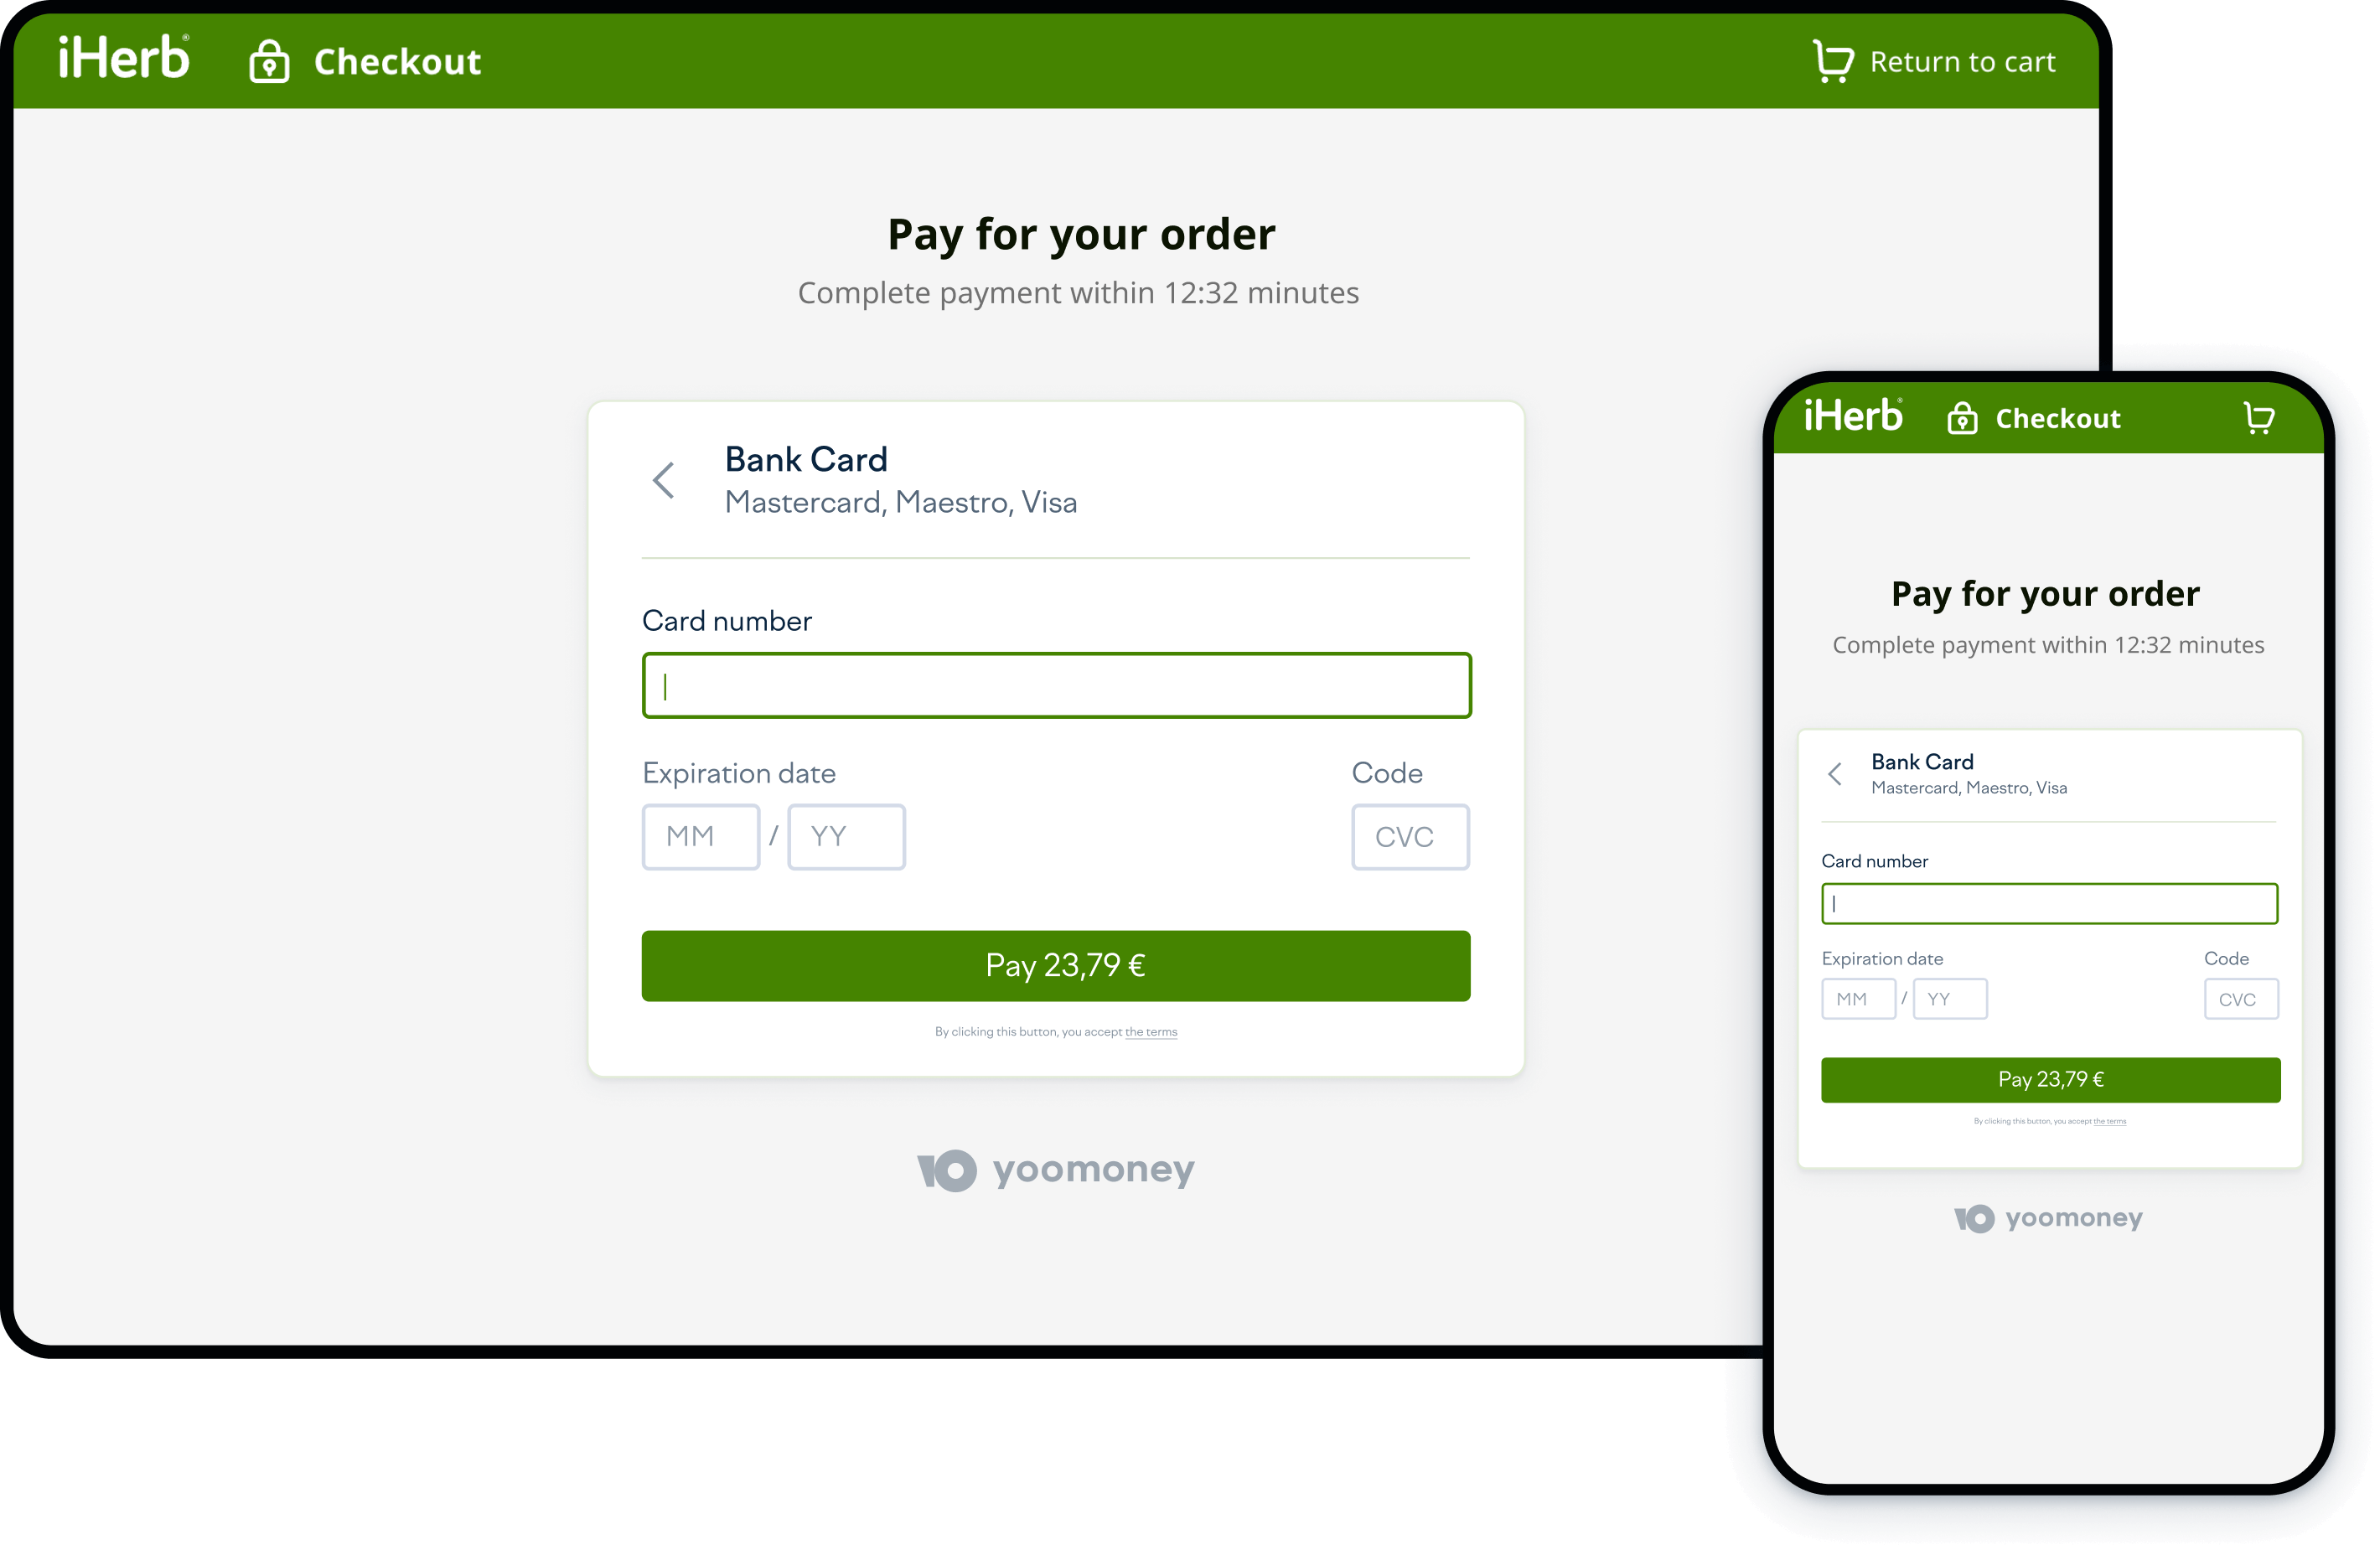 iHerb® Checkout Return to cart
Pay for your order
Complete payment within 12:32 minutes
Bank Card
Mastercard, Maestro, Visa
Card number
Expiration date Code
MM / YY CVC
Pay 23,79 €
By clicking this button, you accept the terms
yoomoney
iHerb® Checkout
Pay for your order
Complete payment within 12:32 minutes
Bank Card
Mastercard, Maestro, Visa
Card number
Expiration date Code
MM / YY CVC
Pay 23,79 €
By clicking this button, you accept the terms
yoomoney